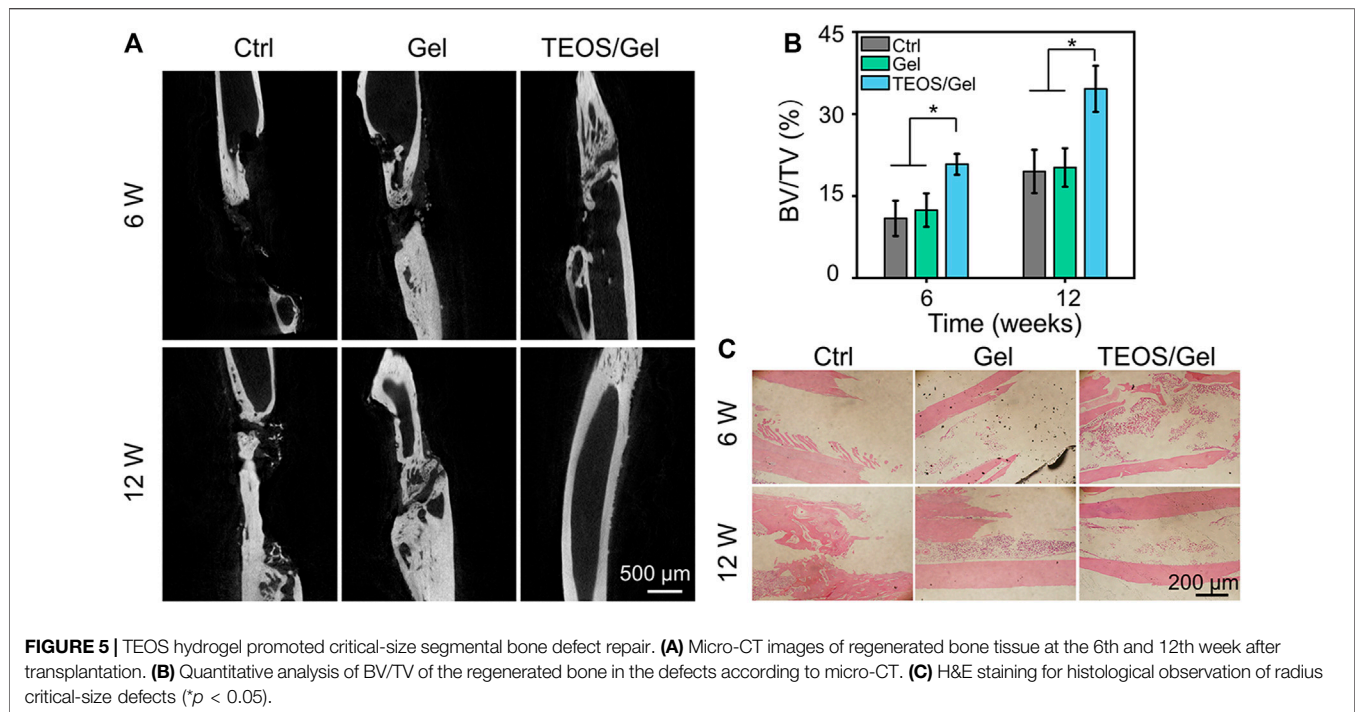 A
Ctrl
Gel
TEOS/Gel
6 W
12 W
500 µm
B
45
30
15
0
BV/TV (%)
Ctrl
Gel
TEOS/Gel
*
*
6
12
Time (weeks)
C
Ctrl
Gel
TEOS/Gel
6 W
12 W
200 µm
FIGURE 5 | TEOS hydrogel promoted critical-size segmental bone defect repair. (A) Micro-CT images of regenerated bone tissue at the 6th and 12th week after
transplantation. (B) Quantitative analysis of BV/TV of the regenerated bone in the defects according to micro-CT. (C) H&E staining for histological observation of radius
critical-size defects (*p < 0.05).